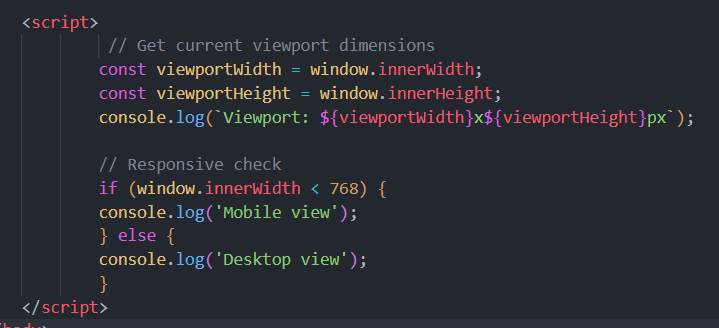 <script>
// Get current viewport dimensions
const viewportWidth = window.innerWidth;
const viewportHeight = window.innerHeight;
console.log(`Viewport: ${viewportWidth}x${viewportHeight}px`);
// Responsive check
if (window.innerWidth < 768) {
console.log('Mobile view');
} else {
console.log('Desktop view');
}
</script>